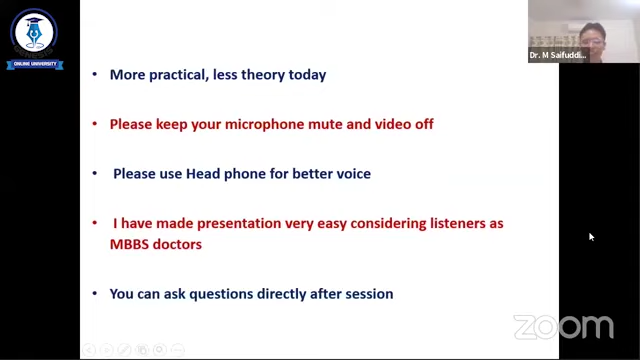 ONLINE UNIVERSITY
Dr. M Saifuddi...
• More practical, less theory today
• Please keep your microphone mute and video off
• Please use Head phone for better voice
• I have made presentation very easy considering listeners as
MBBS doctors
• You can ask questions directly after session
zoom